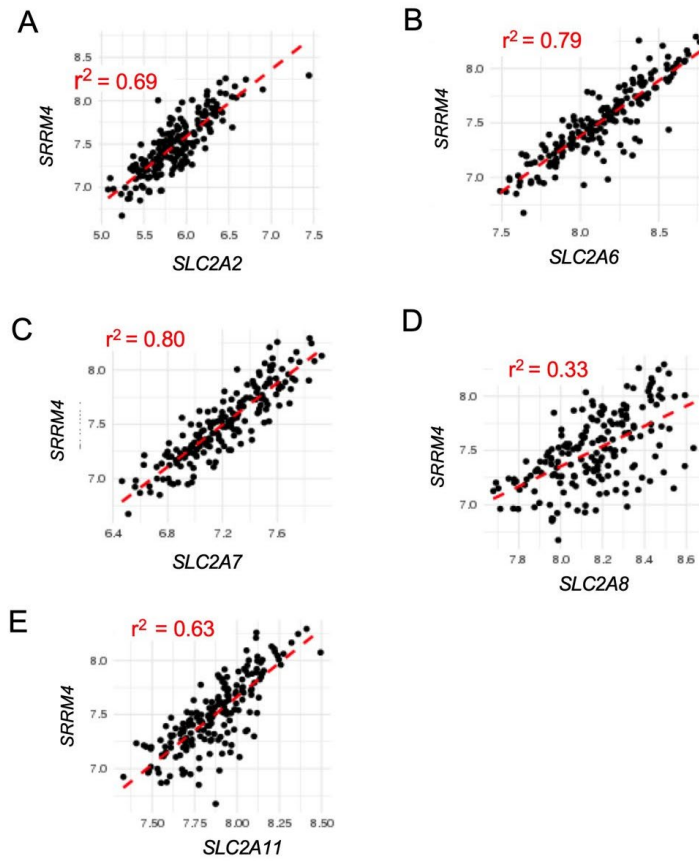 A
r² = 0.69
SRRM4
8.5
8.0
7.5
7.0
5.0 5.5 6.0 6.5 7.0 7.5
SLC2A2
B
r² = 0.79
SRRM4
8.0
7.5
7.0
7.5 8.0 8.5
SLC2A6
C
r² = 0.80
SRRM4
8.0
7.5
7.0
6.4 6.8 7.2 7.6
SLC2A7
D
r² = 0.33
SRRM4
8.0
7.5
7.0
7.8 8.0 8.2 8.4 8.6
SLC2A8
E
r² = 0.63
SRRM4
8.0
7.5
7.0
7.50 7.75 8.00 8.25 8.50
SLC2A11